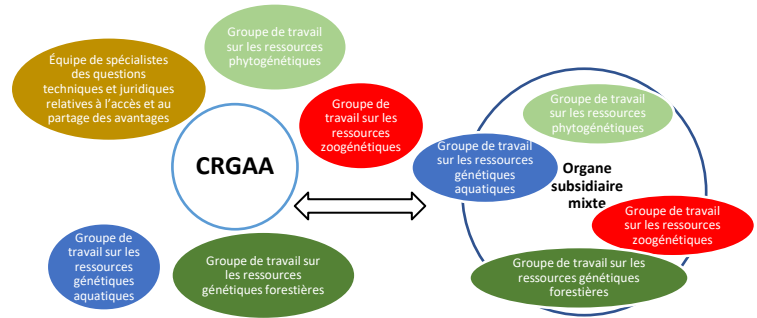 Équipe de spécialistes
des questions
techniques et juridiques
relatives à l'accès et au
partage des avantages
Groupe de travail
sur les ressources
phytogénétiques
Groupe de
travail sur les
ressources
zoogénétiques
CRGAA
Groupe de
travail sur les
ressources
génétiques
aquatiques
Groupe de travail sur
les ressources
génétiques forestières
Groupe de travail
sur les ressources
phytogénétiques
Groupe de travail
sur les ressources
génétiques
aquatiques
Organe
subsidiaire
mixte
Groupe de travail
sur les ressources
zoogénétiques
Groupe de travail sur les
ressources génétiques
forestières